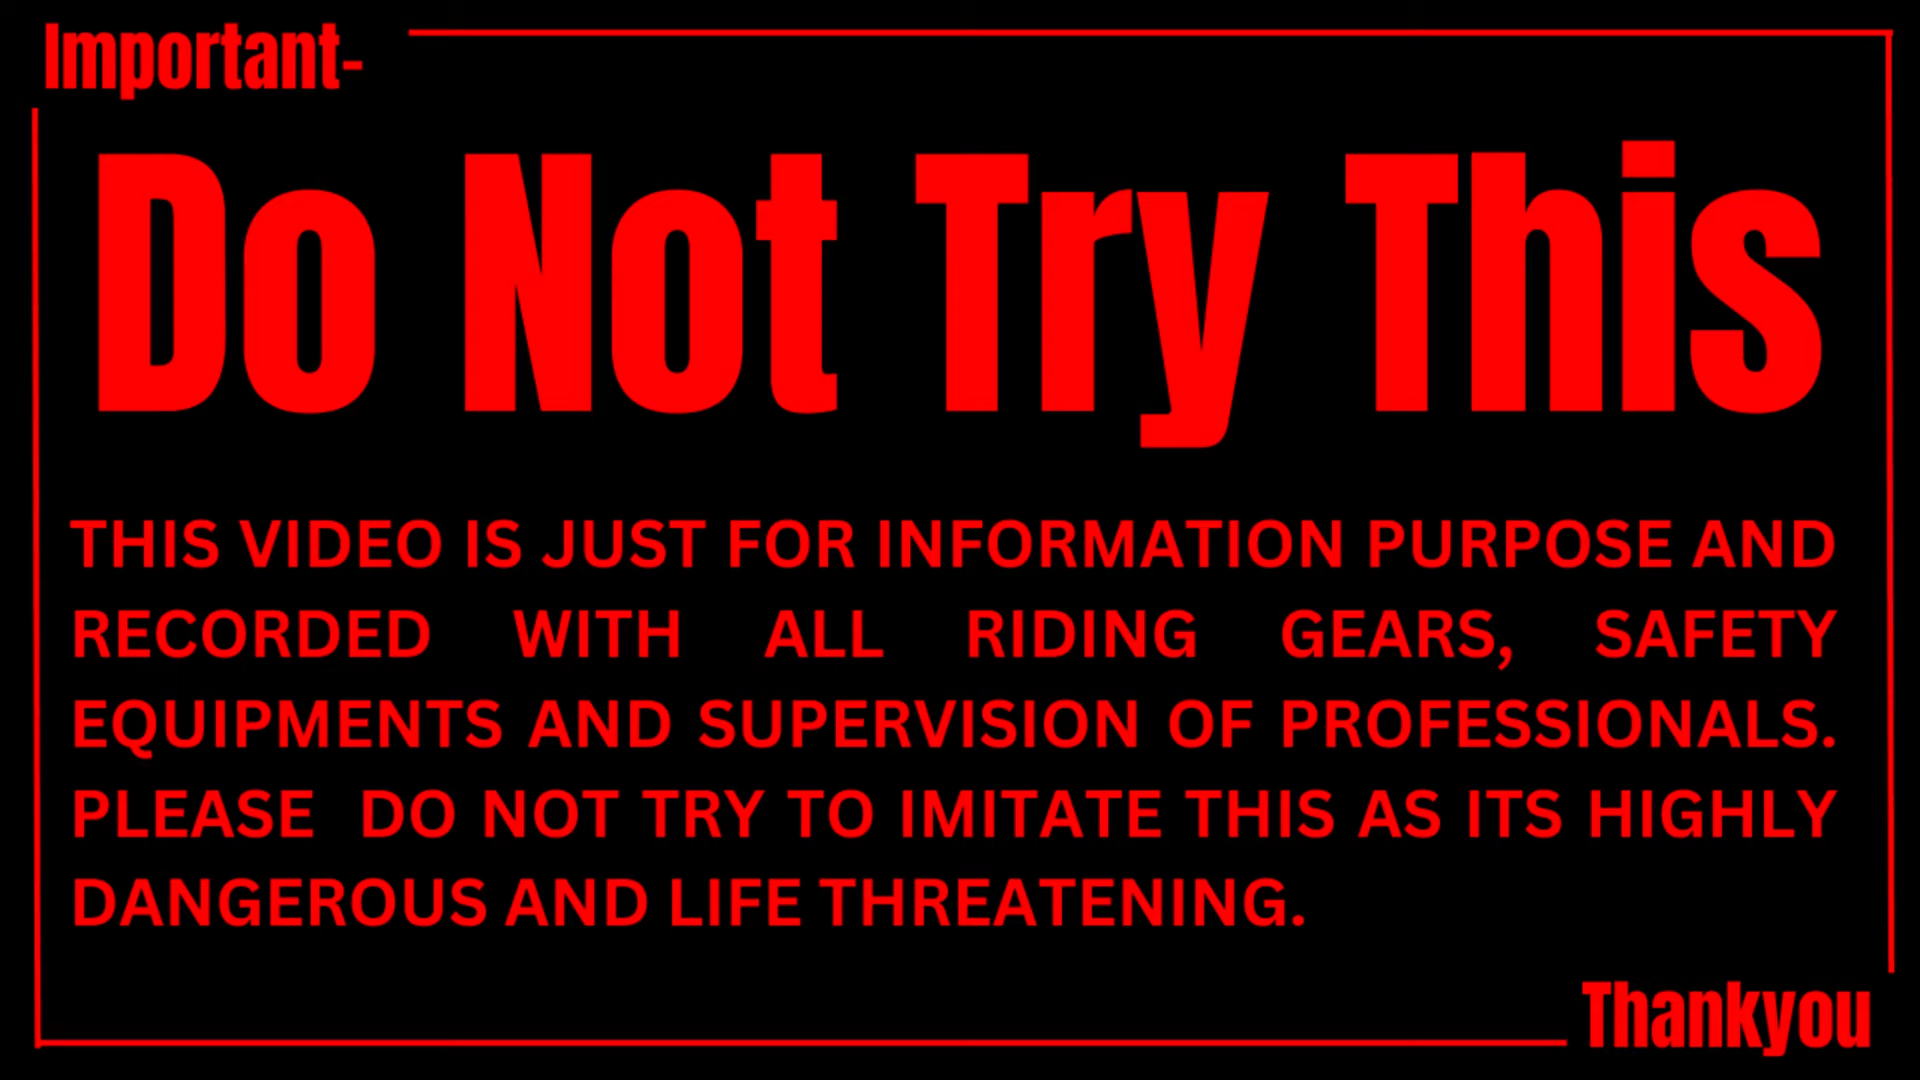 Important-
Do Not Try This
THIS VIDEO IS JUST FOR INFORMATION PURPOSE AND
RECORDED WITH ALL RIDING GEARS, SAFETY
EQUIPMENTS AND SUPERVISION OF PROFESSIONALS.
PLEASE DO NOT TRY TO IMITATE THIS AS ITS HIGHLY
DANGEROUS AND LIFE THREATENING.
Thankyou